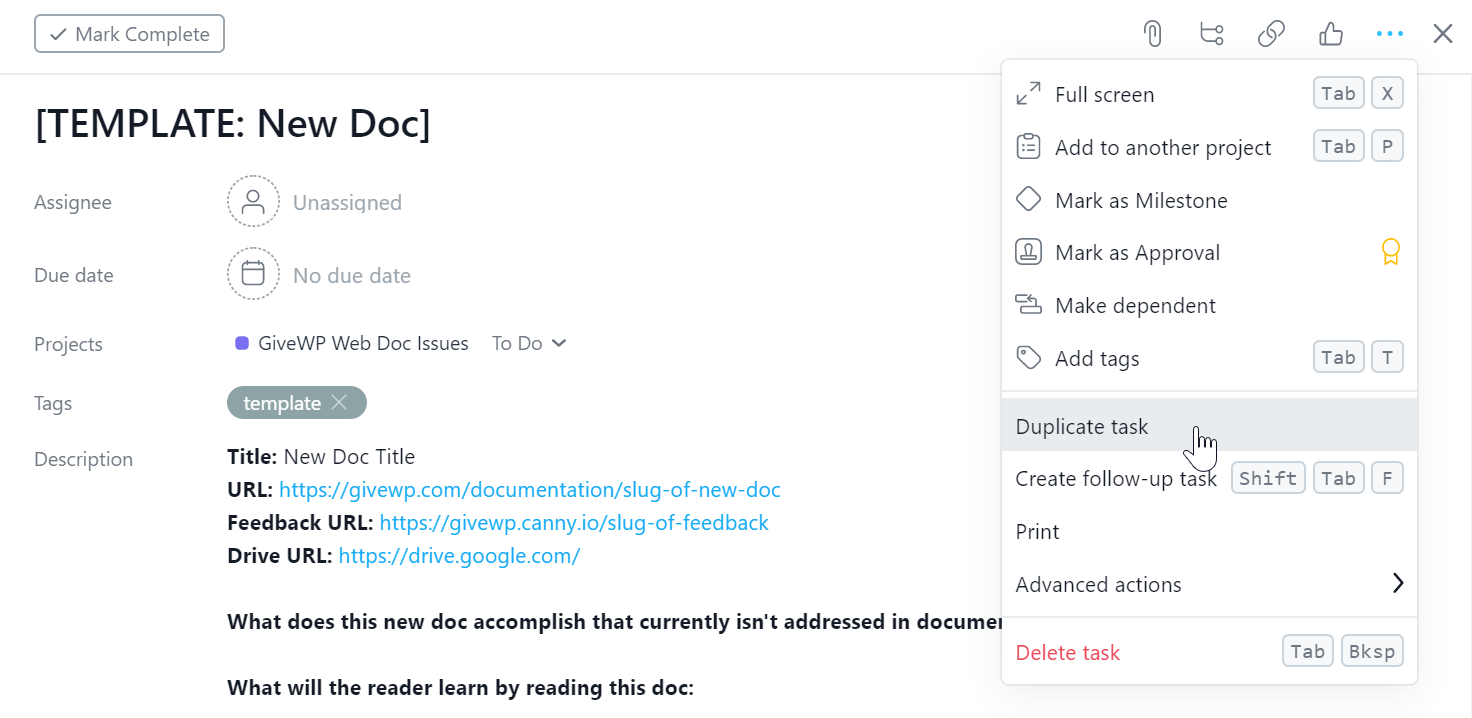 Mark Complete
[TEMPLATE: New Doc]
Assignee Unassigned
Due date No due date
Projects GiveWP Web Doc Issues To Do
Tags template
Description Title: New Doc Title
URL: https://givewp.com/documentation/slug-of-new-doc
Feedback URL: https://givewp.canny.io/slug-of-feedback
Drive URL: https://drive.google.com/
What does this new doc accomplish that currently isn't addressed in documen
What will the reader learn by reading this doc:
Full screen Tab X
Add to another project Tab P
Mark as Milestone
Mark as Approval
Make dependent
Add tags Tab T
Duplicate task
Create follow-up task Shift Tab F
Print
Advanced actions
Delete task Tab Bksp